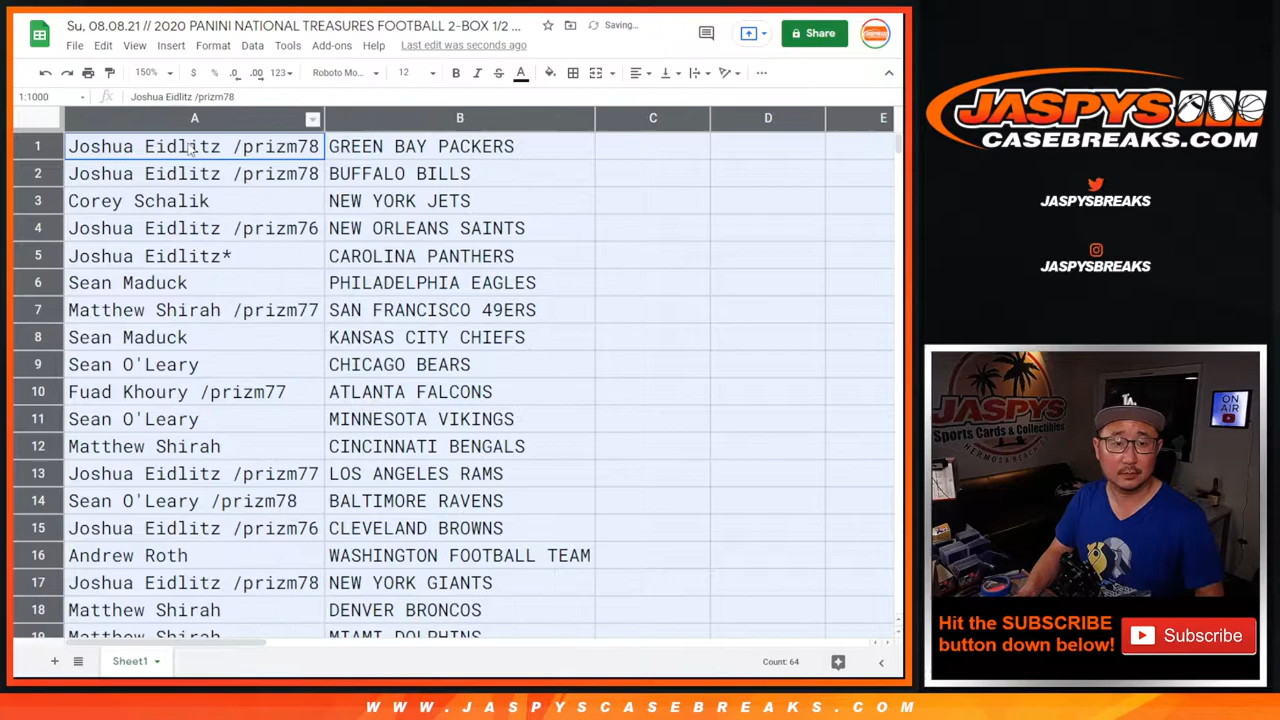 Su, 08.08.21 // 2020 PANINI NATIONAL TREASURES FOOTBALL 2-BOX 1/2 ...
Saving...
Share
File Edit View Insert Format Data Tools Add-ons Help Last edit was seconds ago
150% $ % .0 .00 123 Roboto Mo... 12 B I S A
1:1000 fx Joshua Eidlitz /prizm78
A B C D E
1 Joshua Eidlitz /prizm78 GREEN BAY PACKERS
2 Joshua Eidlitz /prizm78 BUFFALO BILLS
3 Corey Schalik NEW YORK JETS
4 Joshua Eidlitz /prizm76 NEW ORLEANS SAINTS
5 Joshua Eidlitz* CAROLINA PANTHERS
6 Sean Maduck PHILADELPHIA EAGLES
7 Matthew Shirah /prizm77 SAN FRANCISCO 49ERS
8 Sean Maduck KANSAS CITY CHIEFS
9 Sean O'Leary CHICAGO BEARS
10 Fuad Khoury /prizm77 ATLANTA FALCONS
11 Sean O'Leary MINNESOTA VIKINGS
12 Matthew Shirah CINCINNATI BENGALS
13 Joshua Eidlitz /prizm77 LOS ANGELES RAMS
14 Sean O'Leary /prizm78 BALTIMORE RAVENS
15 Joshua Eidlitz /prizm76 CLEVELAND BROWNS
16 Andrew Roth WASHINGTON FOOTBALL TEAM
17 Joshua Eidlitz /prizm78 NEW YORK GIANTS
18 Matthew Shirah DENVER BRONCOS
19 Matthew Shirah MIAMI DOLPHINS
Sheet1
Count: 64
JASPYS
CASEBREAKS.COM
JASPYSBREAKS
JASPYSBREAKS
JASPYS
Sports Cards & Collectibles
HERMOSA BEACH
LA
ON
AIR
Hit the SUBSCRIBE
button down below!
Subscribe
WWW.JASPYSCASEBREAKS.COM